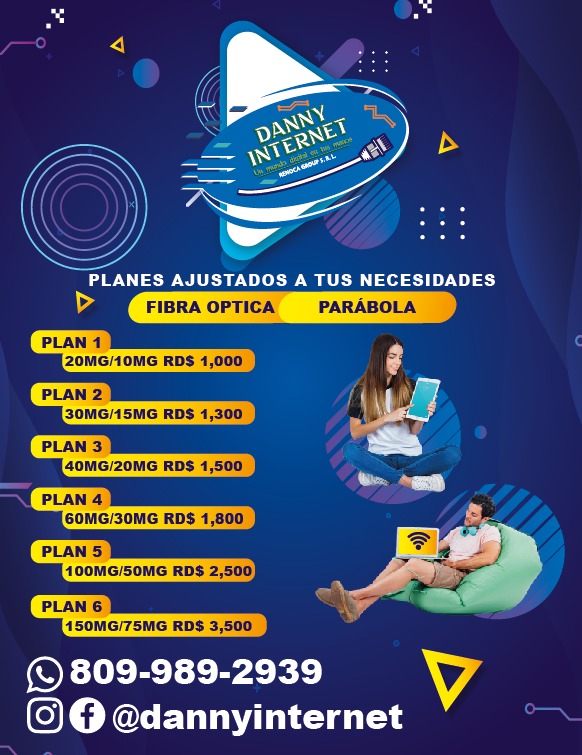 DANNY
INTERNET
Un mundo digital en tus manos
RENOCA GROUP S. R. L.
PLANES AJUSTADOS A TUS NECESIDADES
FIBRA OPTICA PARÁBOLA
PLAN 1
20MG/10MG RD$ 1,000
PLAN 2
30MG/15MG RD$ 1,300
PLAN 3
40MG/20MG RD$ 1,500
PLAN 4
60MG/30MG RD$ 1,800
PLAN 5
100MG/50MG RD$ 2,500
PLAN 6
150MG/75MG RD$ 3,500
809-989-2939
@dannyinternet